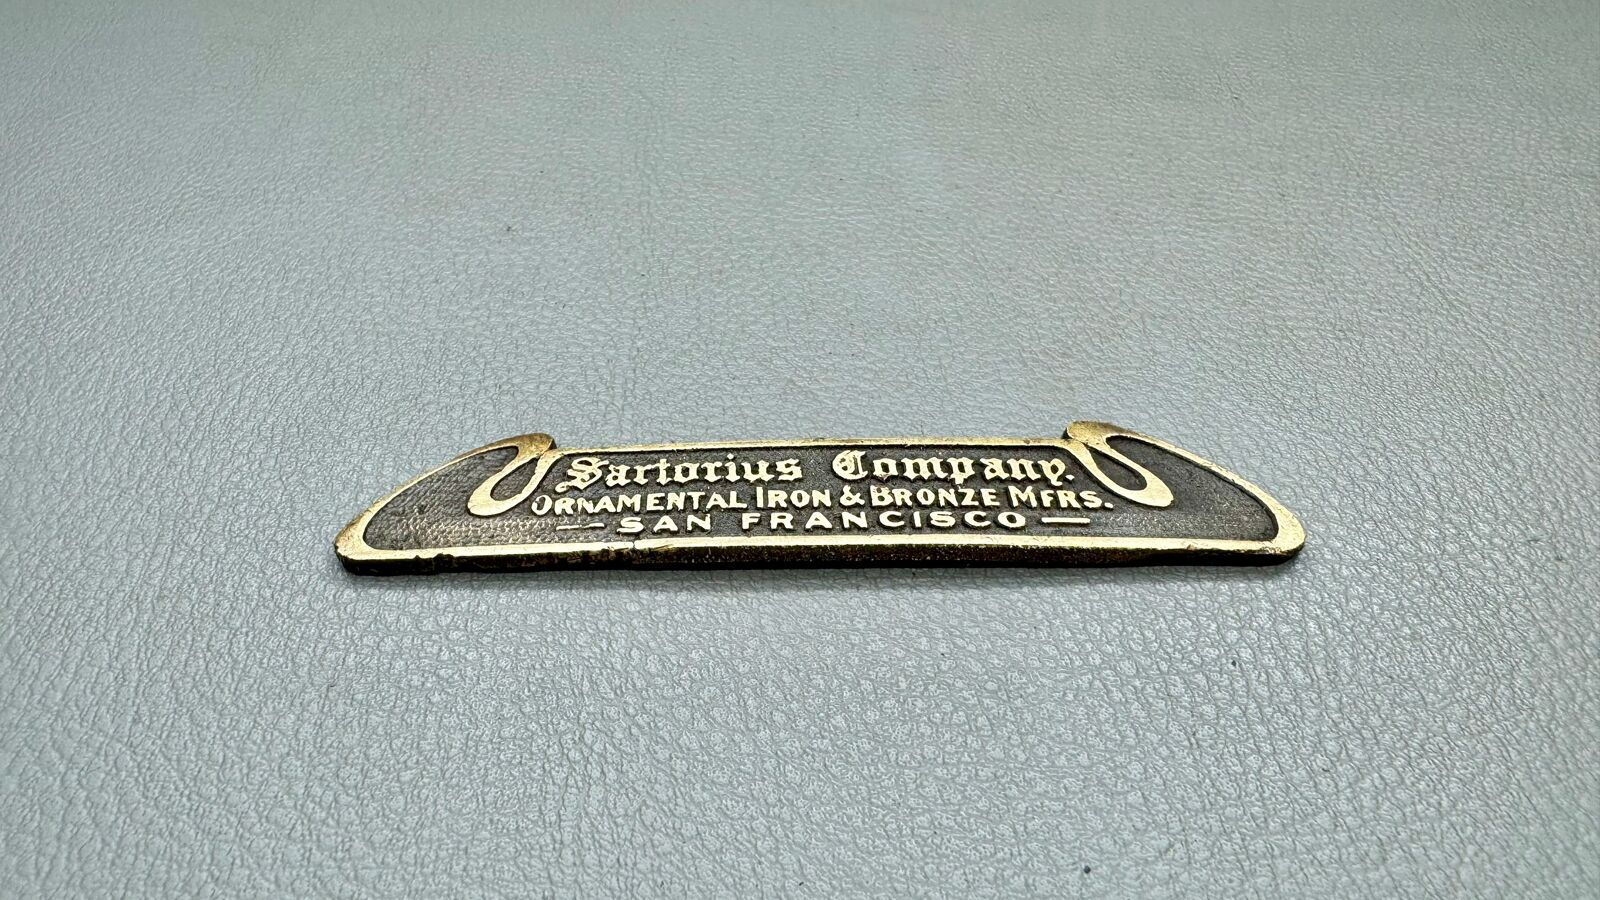 Sartorius Company.
ORNAMENTAL IRON & BRONZE MFRS.
— SAN FRANCISCO —